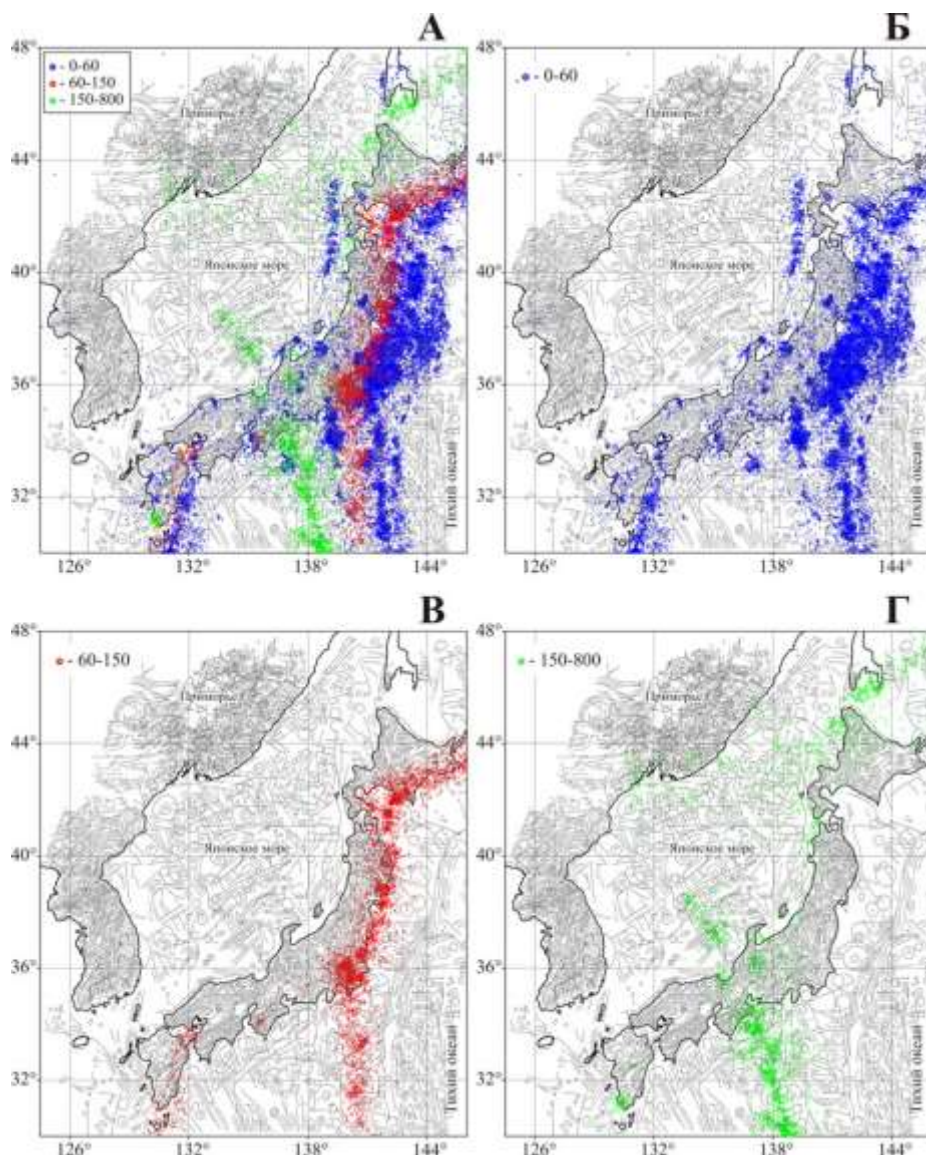 А
Б
48°
- 0-60
- 60-150
- 150-800
- 0-60
Приморье
Приморье
44°
44°
Японское море
Японское море
40°
40°
36°
36°
32°
32°
Тихий океан
Тихий океан
126°
132°
138°
144°
126°
132°
138°
144°
В
Г
48°
48°
- 60-150
- 150-800
Приморье
Приморье
44°
44°
Японское море
Японское море
40°
40°
36°
36°
32°
32°
Тихий океан
Тихий океан
126°
132°
138°
144°
126°
132°
138°
144°